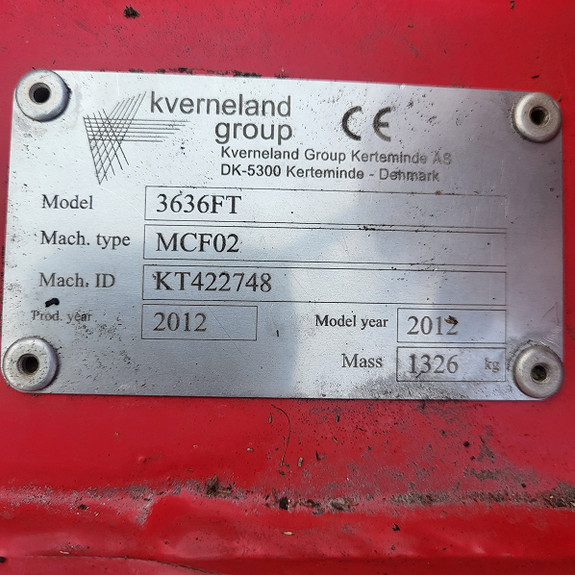 kverneland
group
CE
Kverneland Group Kerteminde AS
DK-5300 Kerteminde - Denmark
Model 3636FT
Mach. type MCF02
Mach. ID KT422748
Prod. year 2012 Model year 2012
Mass 1326 kg